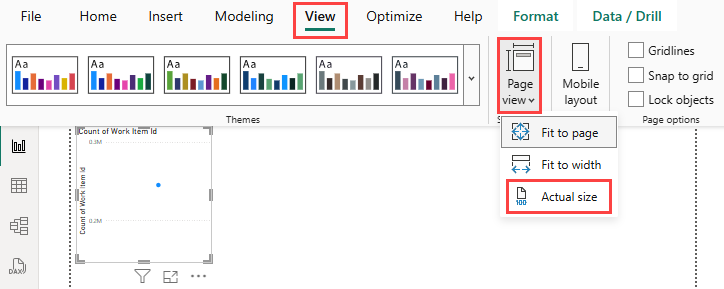 File Home Insert Modeling View Optimize Help Format Data / Drill
Aa Aa Aa Aa Aa Aa
Page
view
Mobile
layout
Gridlines
Snap to grid
Lock objects
Themes
S
Page options
Fit to page
Fit to width
100
Actual size
Count of Work Item Id
0.3M
Count of Work Item Id
0.2M
DAX